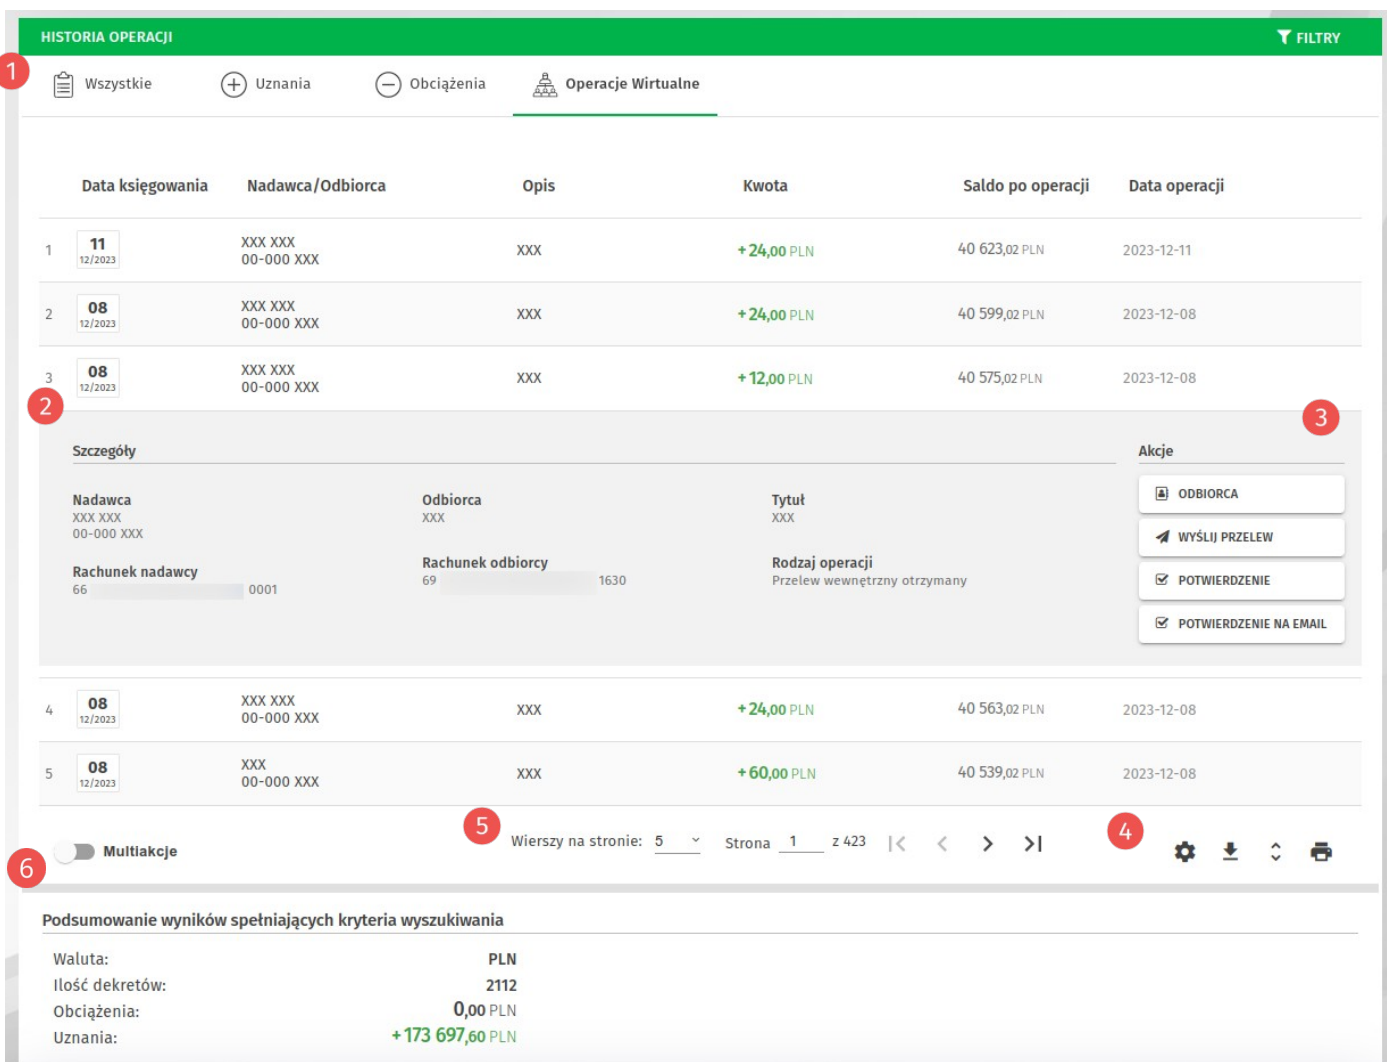 HISTORIA OPERACJI FILTRY
1
Wszystkie Uznania Obciążenia Operacje Wirtualne
Data księgowania Nadawca/Odbiorca Opis Kwota Saldo po operacji Data operacji
1 11 12/2023 XXX XXX 00-000 XXX XXX +24,00 PLN 40 623,02 PLN 2023-12-11
2 08 12/2023 XXX XXX 00-000 XXX XXX +24,00 PLN 40 599,02 PLN 2023-12-08
3 08 12/2023 XXX XXX 00-000 XXX XXX +12,00 PLN 40 575,02 PLN 2023-12-08
2
3
Szczegóły Akcje
Nadawca Odbiorca Tytuł
XXX XXX XXX XXX
00-000 XXX
Rachunek nadawcy Rachunek odbiorcy Rodzaj operacji
66 0001 69 1630 Przelew wewnętrzny otrzymany
ODBIORCA
WYŚLIJ PRZELEW
POTWIERDZENIE
POTWIERDZENIE NA EMAIL
4 08 12/2023 XXX XXX 00-000 XXX XXX +24,00 PLN 40 563,02 PLN 2023-12-08
5 08 12/2023 XXX 00-000 XXX XXX +60,00 PLN 40 539,02 PLN 2023-12-08
5
4
Multiakcje Wierszy na stronie: 5 Strona 1 z 423
6
Podsumowanie wyników spełniających kryteria wyszukiwania
Waluta: PLN
Ilość dekretów: 2112
Obciążenia: 0,00 PLN
Uznania: +173 697,60 PLN